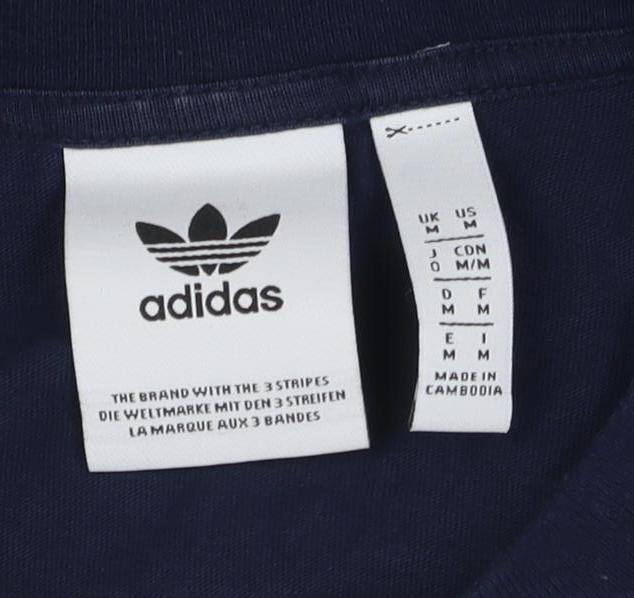 adidas
THE BRAND WITH THE 3 STRIPES
DIE WELTMARKE MIT DEN 3 STREIFEN
LA MARQUE AUX 3 BANDES
UK US
M M
J CDN
O M/M
D F
M M
E I
M M
MADE IN
CAMBODIA